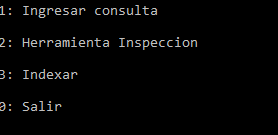 1: Ingresar consulta
2: Herramienta Inspeccion
3: Indexar
0: Salir